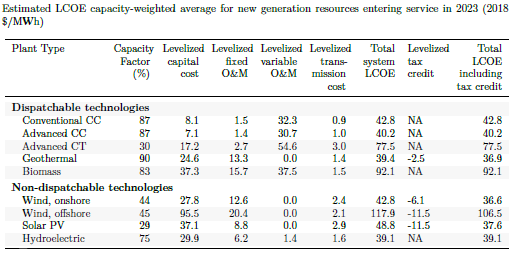 Estimated LCOE capacity-weighted average for new generation resources entering service in 2023 (2018
$/MWh)
Plant Type Capacity Levelized Levelized Levelized Levelized Total Levelized Total
Factor capital fixed variable trans- system tax LCOE
(%) cost O&M O&M mission LCOE credit including
cost tax credit
Dispatchable technologies
Conventional CC 87 8.1 1.5 32.3 0.9 42.8 NA 42.8
Advanced CC 87 7.1 1.4 30.7 1.0 40.2 NA 40.2
Advanced CT 30 17.2 2.7 54.6 3.0 77.5 NA 77.5
Geothermal 90 24.6 13.3 0.0 1.4 39.4 -2.5 36.9
Biomass 83 37.3 15.7 37.5 1.5 92.1 NA 92.1
Non-dispatchable technologies
Wind, onshore 44 27.8 12.6 0.0 2.4 42.8 -6.1 36.6
Wind, offshore 45 95.5 20.4 0.0 2.1 117.9 -11.5 106.5
Solar PV 29 37.1 8.8 0.0 2.9 48.8 -11.5 37.6
Hydroelectric 75 29.9 6.2 1.4 1.6 39.1 NA 39.1